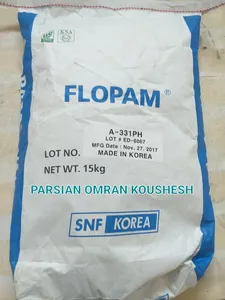 KSA
FLOPAM®
A-331PH
LOT # ED-6067
MFG Date : Nov. 27. 2017
LOT NO. MADE IN KOREA
NET WT. 15kg
PARSIAN OMRAN KOUSHESH
SNF KOREA